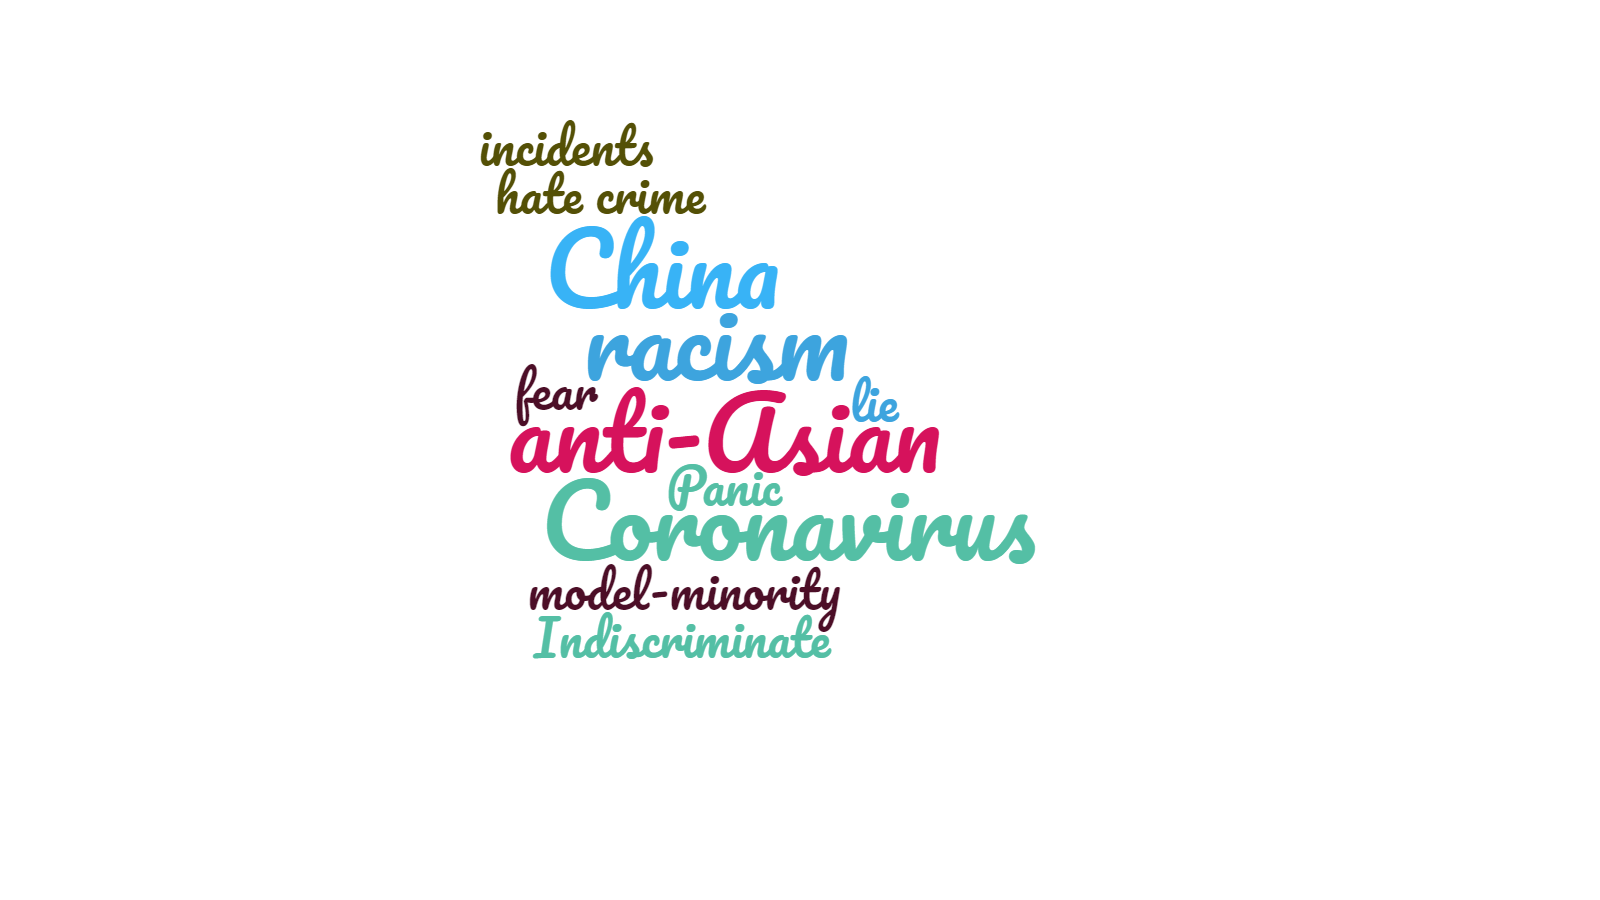 incidents
hate crime
China
racism
fear
lie
anti-Asian
Panic
Coronavirus
model-minority
Indiscriminate